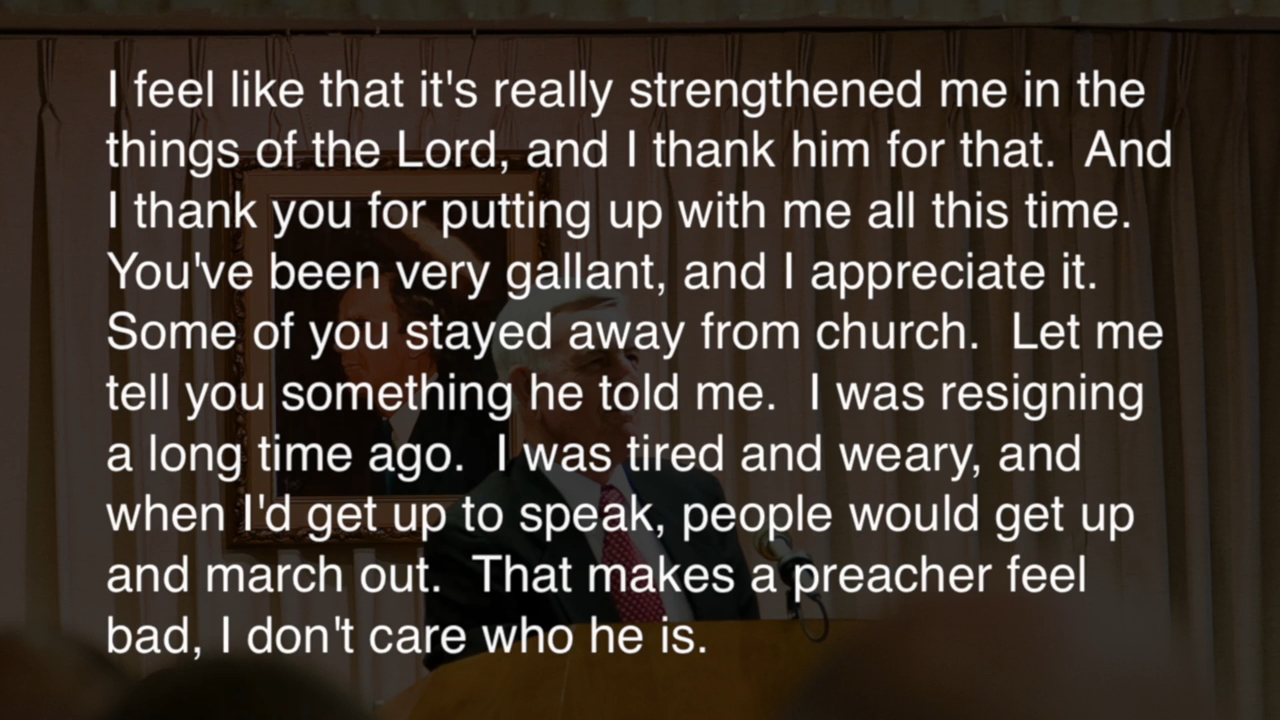 I feel like that it's really strengthened me in the
things of the Lord, and I thank him for that.  And
I thank you for putting up with me all this time.
You've been very gallant, and I appreciate it.
Some of you stayed away from church.  Let me
tell you something he told me.  I was resigning
a long time ago.  I was tired and weary, and
when I'd get up to speak, people would get up
and march out.  That makes a preacher feel
bad, I don't care who he is.